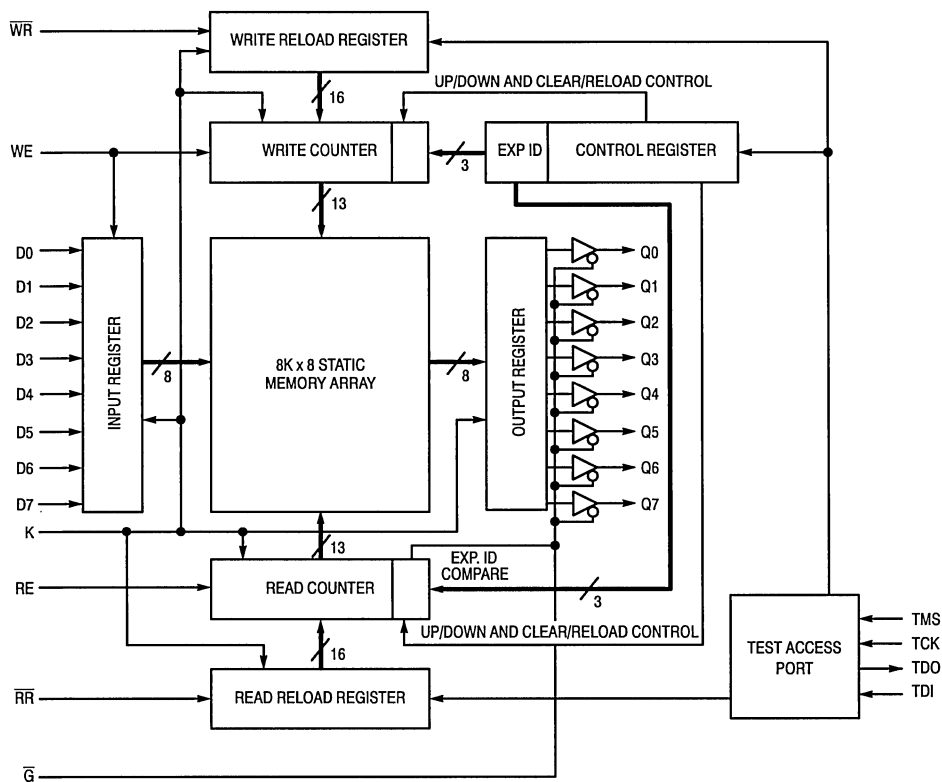 WR
WRITE RELOAD REGISTER
16
UP/DOWN AND CLEAR/RELOAD CONTROL
WE
WRITE COUNTER
3
EXP ID
CONTROL REGISTER
13
D0
D1
D2
D3
D4
D5
D6
D7
INPUT REGISTER
8
8K x 8 STATIC
MEMORY ARRAY
8
OUTPUT REGISTER
Q0
Q1
Q2
Q3
Q4
Q5
Q6
Q7
K
13
EXP. ID
COMPARE
RE
READ COUNTER
3
UP/DOWN AND CLEAR/RELOAD CONTROL
16
TEST ACCESS
PORT
TMS
TCK
TDO
TDI
RR
READ RELOAD REGISTER
G